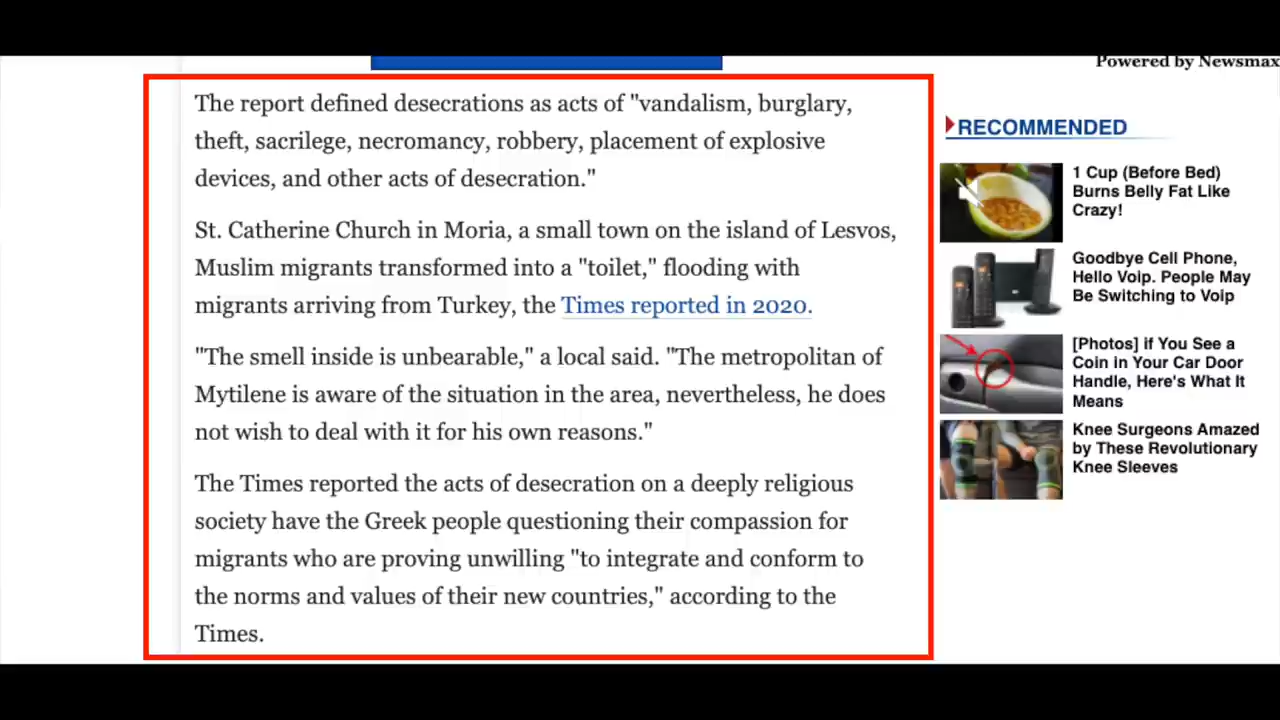 Powered by Newsmax
The report defined desecrations as acts of "vandalism, burglary,
theft, sacrilege, necromancy, robbery, placement of explosive
devices, and other acts of desecration."
St. Catherine Church in Moria, a small town on the island of Lesvos,
Muslim migrants transformed into a "toilet," flooding with
migrants arriving from Turkey, the Times reported in 2020.
"The smell inside is unbearable," a local said. "The metropolitan of
Mytilene is aware of the situation in the area, nevertheless, he does
not wish to deal with it for his own reasons."
The Times reported the acts of desecration on a deeply religious
society have the Greek people questioning their compassion for
migrants who are proving unwilling "to integrate and conform to
the norms and values of their new countries," according to the
Times.
RECOMMENDED
1 Cup (Before Bed)
Burns Belly Fat Like
Crazy!
Goodbye Cell Phone,
Hello Voip. People May
Be Switching to Voip
[Photos] if You See a
Coin in Your Car Door
Handle, Here's What It
Means
Knee Surgeons Amazed
by These Revolutionary
Knee Sleeves